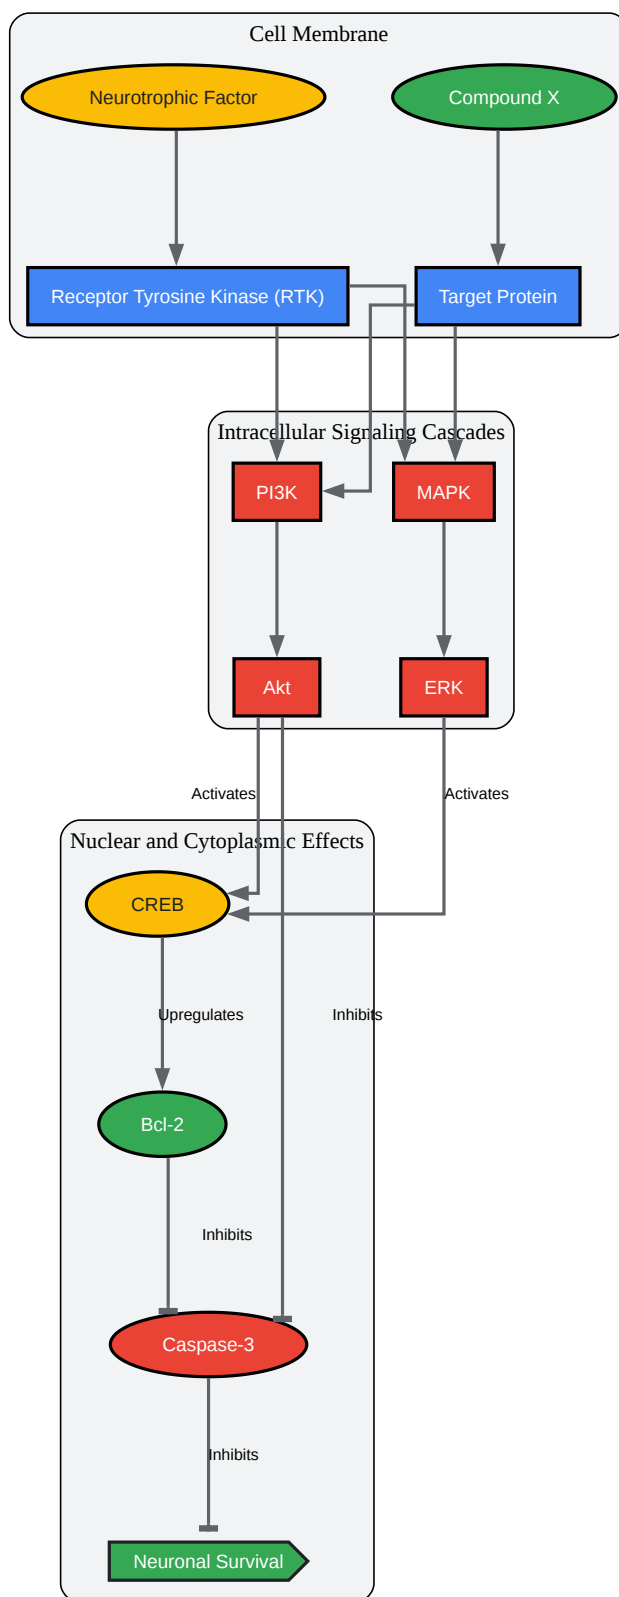 Cell Membrane
Neurotrophic Factor
Compound X
Receptor Tyrosine Kinase (RTK)
Target Protein
Intracellular Signaling Cascades
PI3K
MAPK
Akt
ERK
Activates
Activates
Nuclear and Cytoplasmic Effects
CREB
Upregulates
Inhibits
Bcl-2
Inhibits
Caspase-3
Inhibits
Neuronal Survival